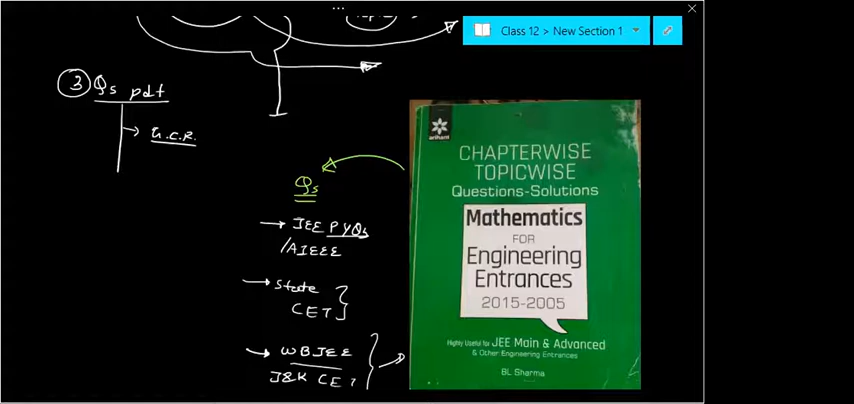 Class 12 > New Section 1
③ Qs pdf
→ G.C.R.
Qs
→ JEE PYQs
/AIEEE
→ State
CET
→ WBJEE
J&K CET
arihant
CHAPTERWISE
TOPICWISE
Questions-Solutions
Mathematics
FOR
Engineering
Entrances
2015-2005
Highly Useful for JEE Main & Advanced
& Other Engineering Entrances
BL Sharma